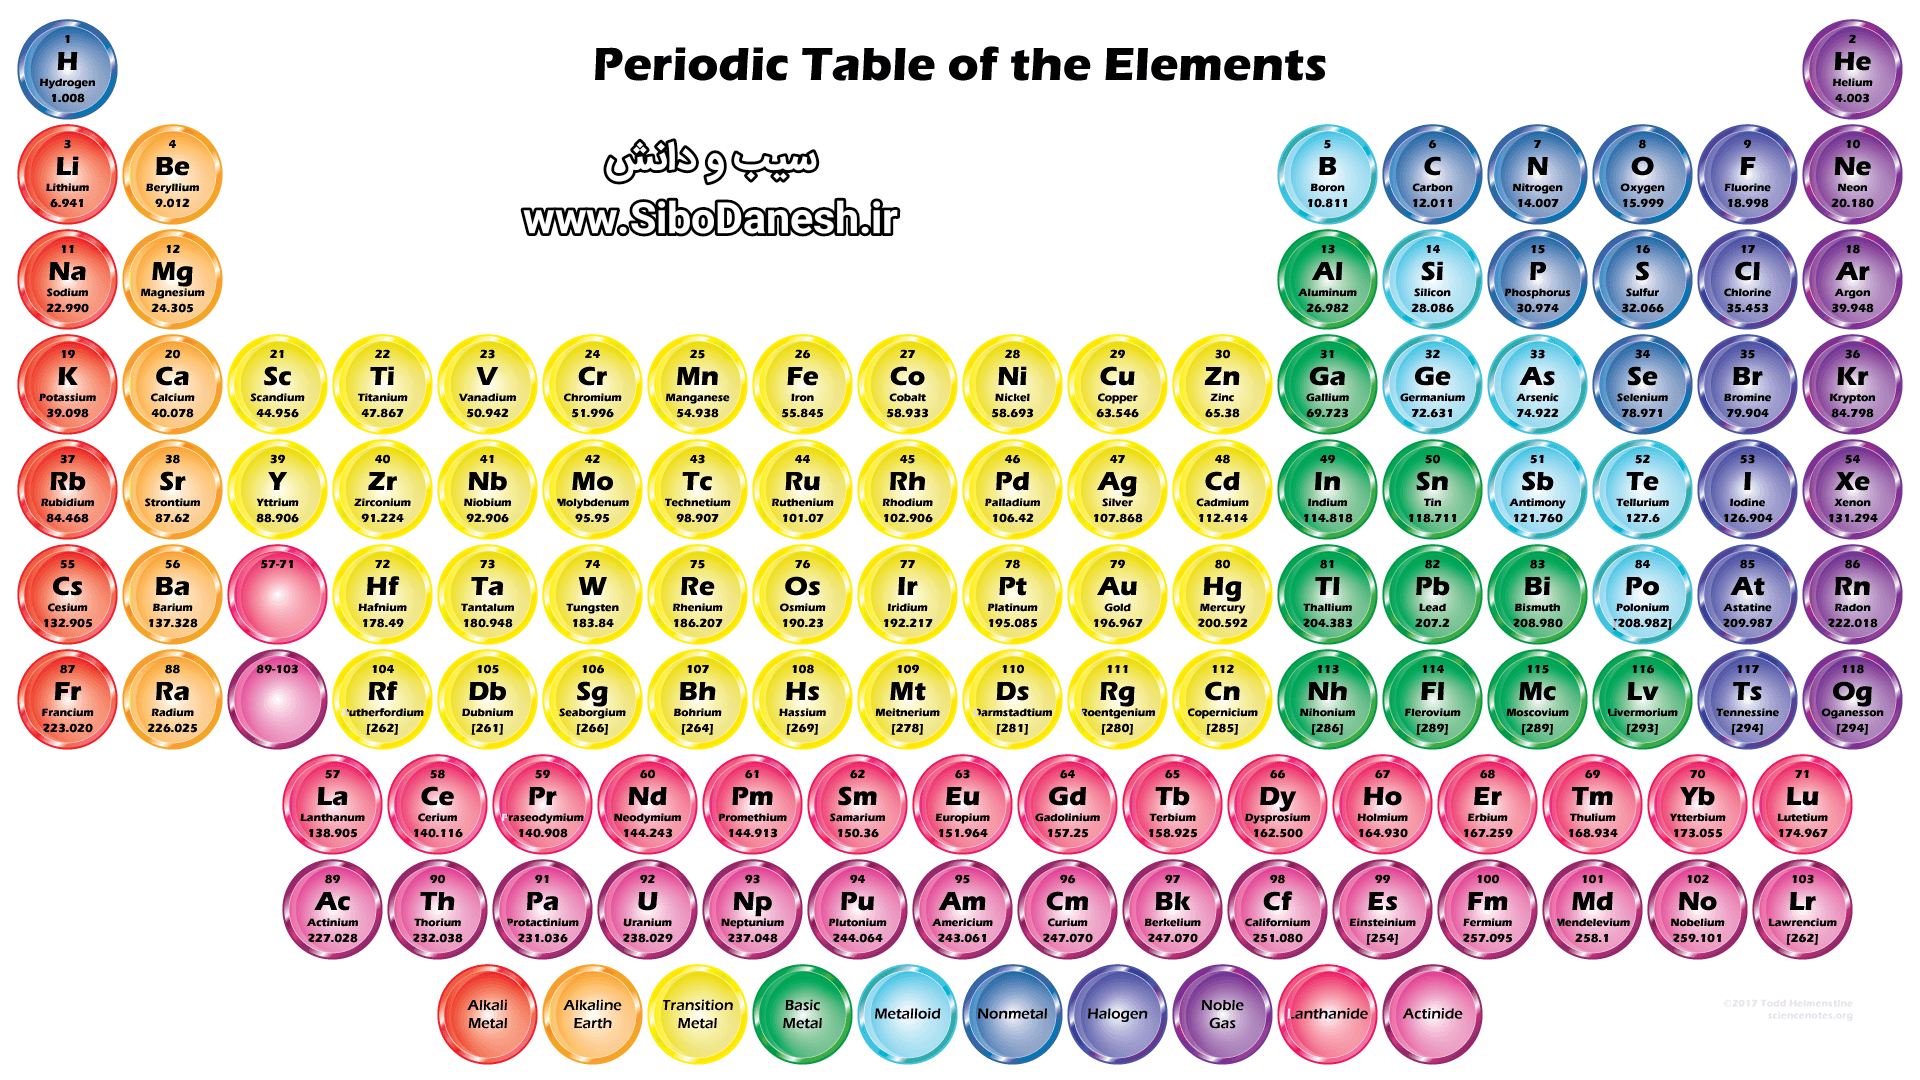 Periodic Table of the Elements
سیب و دانش
www.SiboDanesh.ir
1
H
Hydrogen
1.008
2
He
Helium
4.003
3
Li
Lithium
6.941
4
Be
Beryllium
9.012
5
B
Boron
10.811
6
C
Carbon
12.011
7
N
Nitrogen
14.007
8
O
Oxygen
15.999
9
F
Fluorine
18.998
10
Ne
Neon
20.180
11
Na
Sodium
22.990
12
Mg
Magnesium
24.305
13
Al
Aluminum
26.982
14
Si
Silicon
28.086
15
P
Phosphorus
30.974
16
S
Sulfur
32.066
17
Cl
Chlorine
35.453
18
Ar
Argon
39.948
19
K
Potassium
39.098
20
Ca
Calcium
40.078
21
Sc
Scandium
44.956
22
Ti
Titanium
47.867
23
V
Vanadium
50.942
24
Cr
Chromium
51.996
25
Mn
Manganese
54.938
26
Fe
Iron
55.845
27
Co
Cobalt
58.933
28
Ni
Nickel
58.693
29
Cu
Copper
63.546
30
Zn
Zinc
65.38
31
Ga
Gallium
69.723
32
Ge
Germanium
72.631
33
As
Arsenic
74.922
34
Se
Selenium
78.971
35
Br
Bromine
79.904
36
Kr
Krypton
84.798
37
Rb
Rubidium
84.468
38
Sr
Strontium
87.62
39
Y
Yttrium
88.906
40
Zr
Zirconium
91.224
41
Nb
Niobium
92.906
42
Mo
Molybdenum
95.95
43
Tc
Technetium
98.907
44
Ru
Ruthenium
101.07
45
Rh
Rhodium
102.906
46
Pd
Palladium
106.42
47
Ag
Silver
107.868
48
Cd
Cadmium
112.414
49
In
Indium
114.818
50
Sn
Tin
118.711
51
Sb
Antimony
121.760
52
Te
Tellurium
127.6
53
I
Iodine
126.904
54
Xe
Xenon
131.294
55
Cs
Cesium
132.905
56
Ba
Barium
137.328
57-71
72
Hf
Hafnium
178.49
73
Ta
Tantalum
180.948
74
W
Tungsten
183.84
75
Re
Rhenium
186.207
76
Os
Osmium
190.23
77
Ir
Iridium
192.217
78
Pt
Platinum
195.085
79
Au
Gold
196.967
80
Hg
Mercury
200.592
81
Tl
Thallium
204.383
82
Pb
Lead
207.2
83
Bi
Bismuth
208.980
84
Po
Polonium
[208.982]
85
At
Astatine
209.987
86
Rn
Radon
222.018
87
Fr
Francium
223.020
88
Ra
Radium
226.025
89-103
104
Rf
utherfordium
[262]
105
Db
Dubnium
[261]
106
Sg
Seaborgium
[266]
107
Bh
Bohrium
[264]
108
Hs
Hassium
[269]
109
Mt
Meitnerium
[278]
110
Ds
Darmstadtium
[281]
111
Rg
Roentgenium
[280]
112
Cn
Copernicium
[285]
113
Nh
Nihonium
[286]
114
Fl
Flerovium
[289]
115
Mc
Moscovium
[289]
116
Lv
Livermorium
[293]
117
Ts
Tennessine
[294]
118
Og
Oganesson
[294]
57
La
Lanthanum
138.905
58
Ce
Cerium
140.116
59
Pr
raseodymium
140.908
60
Nd
Neodymium
144.243
61
Pm
Promethium
144.913
62
Sm
Samarium
150.36
63
Eu
Europium
151.964
64
Gd
Gadolinium
157.25
65
Tb
Terbium
158.925
66
Dy
Dysprosium
162.500
67
Ho
Holmium
164.930
68
Er
Erbium
167.259
69
Tm
Thulium
168.934
70
Yb
Ytterbium
173.055
71
Lu
Lutetium
174.967
89
Ac
Actinium
227.028
90
Th
Thorium
232.038
91
Pa
Protactinium
231.036
92
U
Uranium
238.029
93
Np
Neptunium
237.048
94
Pu
Plutonium
244.064
95
Am
Americium
243.061
96
Cm
Curium
247.070
97
Bk
Berkelium
247.070
98
Cf
Californium
251.080
99
Es
Einsteinium
[254]
100
Fm
Fermium
257.095
101
Md
Mendelevium
258.1
102
No
Nobelium
259.101
103
Lr
Lawrencium
[262]
Alkali
Metal
Alkaline
Earth
Transition
Metal
Basic
Metal
Metalloid
Nonmetal
Halogen
Noble
Gas
Lanthanide
Actinide
©2017 Todd Helmenstine
sciencenotes.org